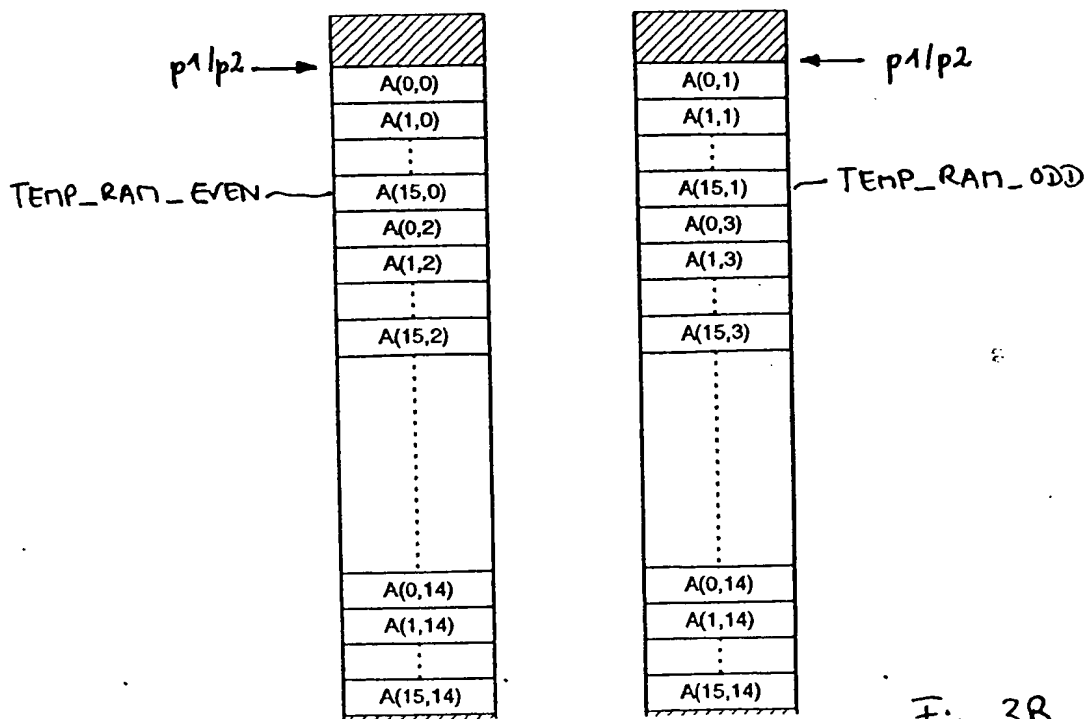 p1/p2
p1/p2
A(0,0)
A(0,1)
A(1,0)
A(1,1)
TEMP_RAM_EVEN
A(15,0)
A(15,1)
TEMP_RAM_ODD
A(0,2)
A(0,3)
A(1,2)
A(1,3)
A(15,2)
A(15,3)
A(0,14)
A(0,14)
A(1,14)
A(1,14)
A(15,14)
A(15,14)